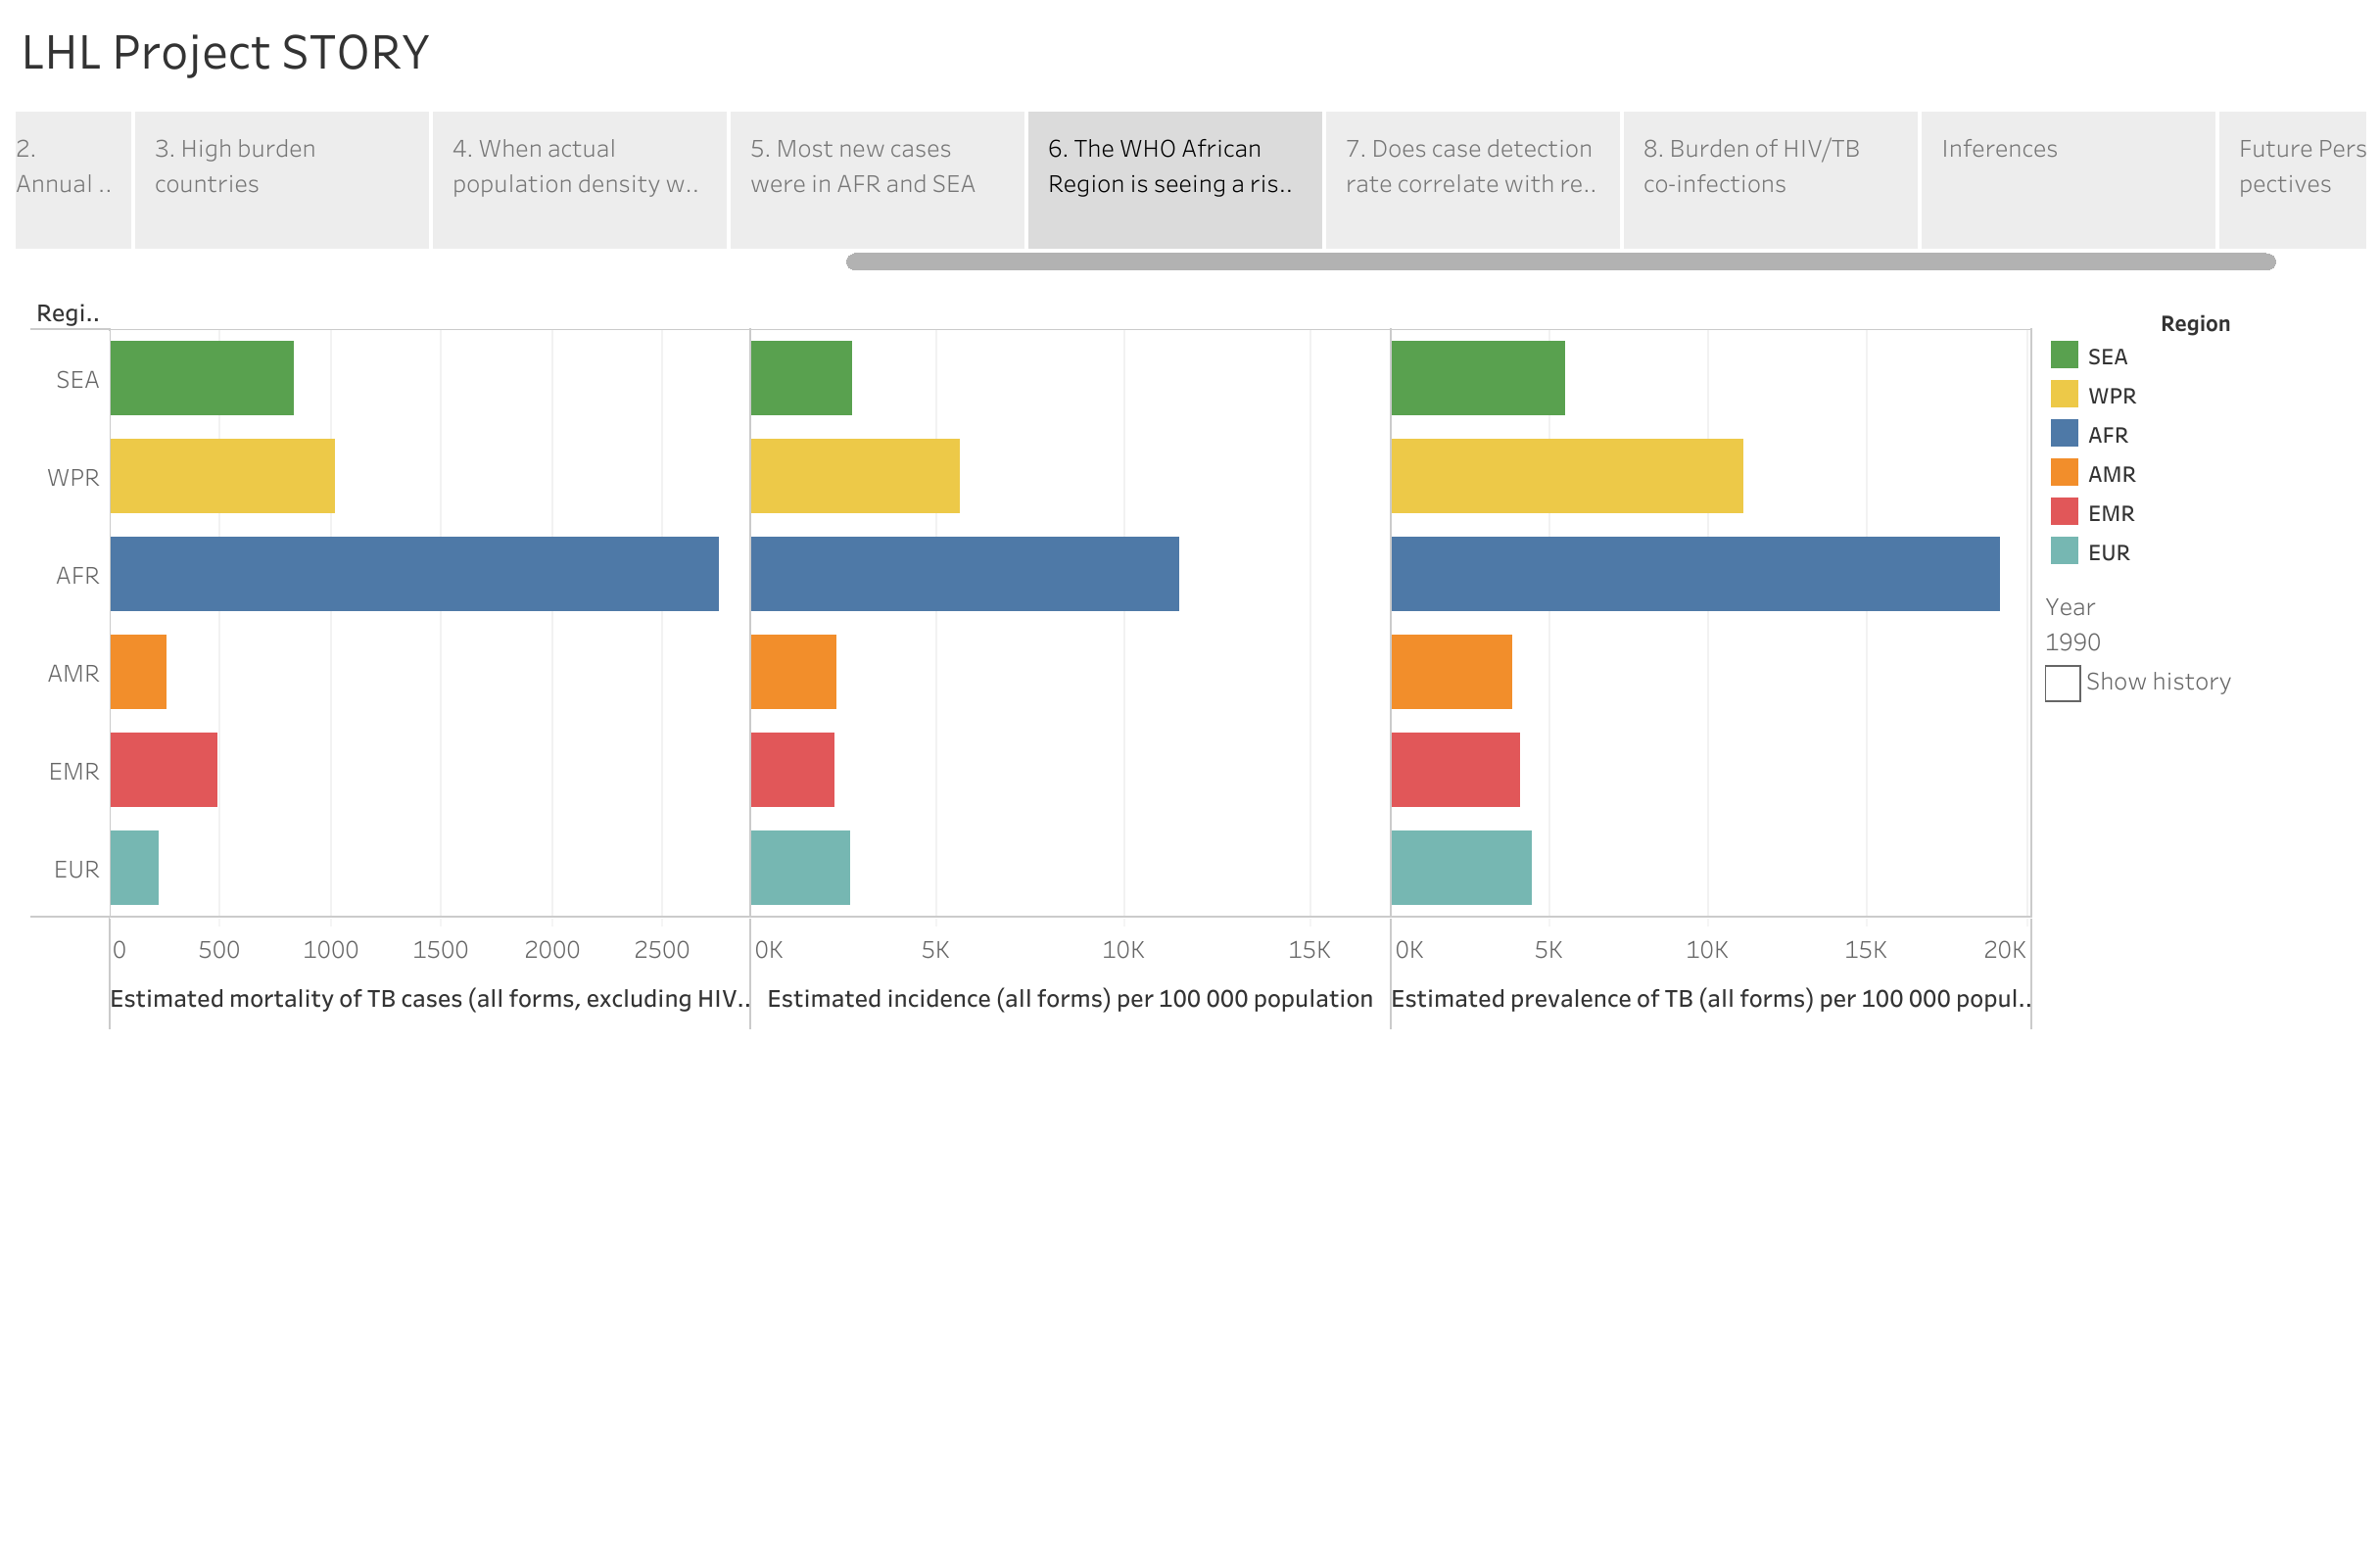 LHL Project STORY
2.
Annual ..
3. High burden
countries
4. When actual
population density w..
5. Most new cases
were in AFR and SEA
6. The WHO African
Region is seeing a ris..
7. Does case detection
rate correlate with re..
8. Burden of HIV/TB
co-infections
Inferences
Future Pers
pectives
Regi..
SEA
WPR
AFR
AMR
EMR
EUR
0 500 1000 1500 2000 2500
0K 5K 10K 15K
0K 5K 10K 15K 20K
Estimated mortality of TB cases (all forms, excluding HIV..
Estimated incidence (all forms) per 100 000 population
Estimated prevalence of TB (all forms) per 100 000 popul..
Region
SEA
WPR
AFR
AMR
EMR
EUR
Year
1990
Show history